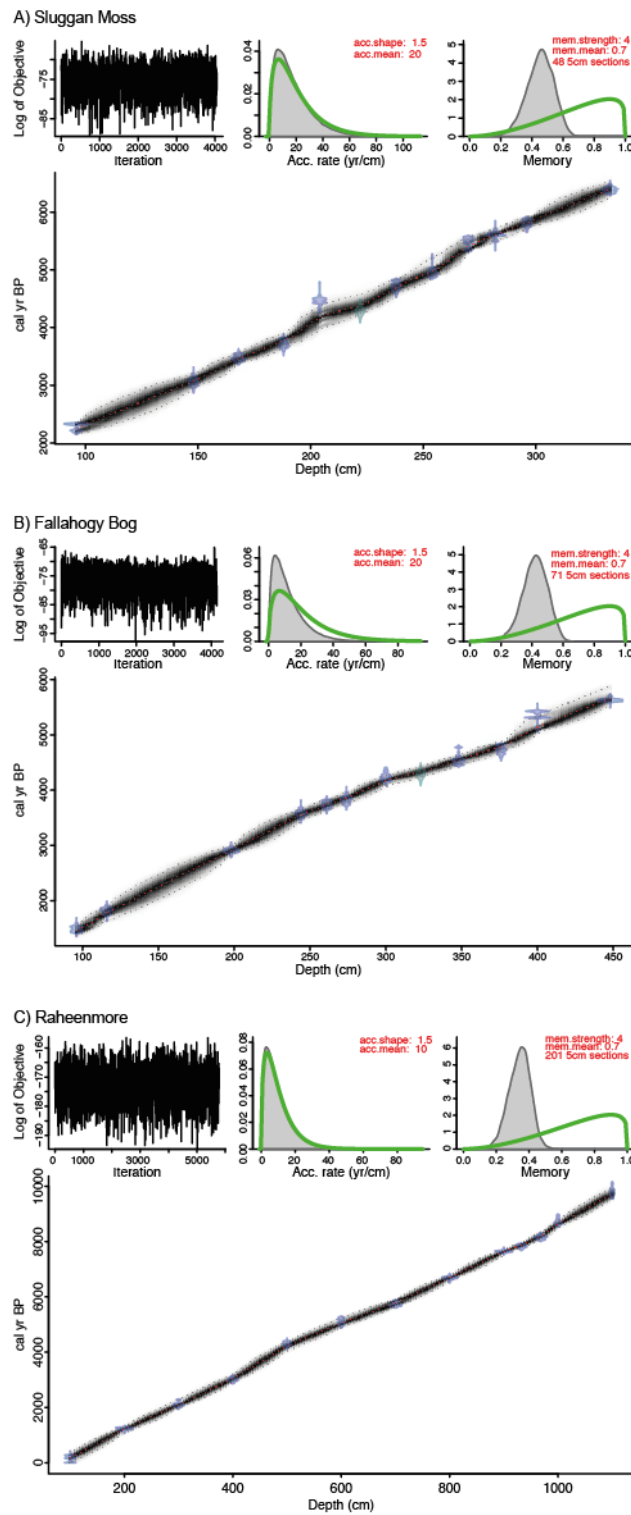 A) Sluggan Moss
Log of Objective
-85 -75
0 1000 2000 3000 4000
Iteration
0.00 0.02 0.04
acc.shape: 1.5
acc.mean: 20
0 20 40 60 80 100
Acc. rate (yr/cm)
0 1 2 3 4 5
mem.strength: 4
mem.mean: 0.7
48 5cm sections
0.0 0.2 0.4 0.6 0.8 1.0
Memory
cal yr BP
2000 3000 4000 5000 6000
100 150 200 250 300
Depth (cm)
B) Fallahogy Bog
Log of Objective
-95 -85 -75 -65
0 1000 2000 3000 4000
Iteration
0.00 0.03 0.06
acc.shape: 1.5
acc.mean: 20
0 20 40 60 80
Acc. rate (yr/cm)
0 1 2 3 4 5
mem.strength: 4
mem.mean: 0.7
71 5cm sections
0.0 0.2 0.4 0.6 0.8 1.0
Memory
cal yr BP
2000 3000 4000 5000 6000
100 150 200 250 300 350 400 450
Depth (cm)
C) Raheenmore
Log of Objective
-190 -180 -170 -160
0 1000 3000 5000
Iteration
0.00 0.02 0.04 0.06 0.08
acc.shape: 1.5
acc.mean: 10
0 20 40 60 80
Acc. rate (yr/cm)
0 1 2 3 4 5 6
mem.strength: 4
mem.mean: 0.7
201 5cm sections
0.0 0.2 0.4 0.6 0.8 1.0
Memory
cal yr BP
0 2000 4000 6000 8000 10000
200 400 600 800 1000
Depth (cm)